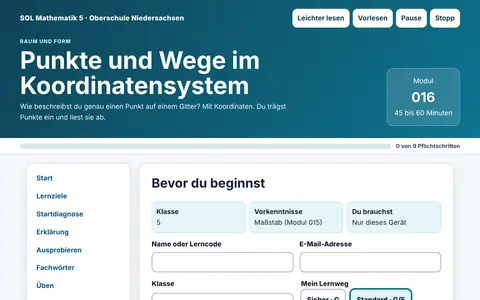 SOL Mathematik 5 · Oberschule Niedersachsen
Leichter lesen
Vorlesen
Pause
Stopp
RAUM UND FORM
Punkte und Wege im
Koordinatensystem
Wie beschreibst du genau einen Punkt auf einem Gitter? Mit Koordinaten. Du trägst
Punkte ein und liest sie ab.
Modul
016
45 bis 60 Minuten
0 von 9 Pflichtschritten
Start
Lernziele
Startdiagnose
Erklärung
Ausprobieren
Fachwörter
Üben
Bevor du beginnst
Klasse
5
Vorkenntnisse
Maßstab (Modul 015)
Du brauchst
Nur dieses Gerät
Name oder Lerncode
E-Mail-Adresse
Klasse
Mein Lernweg
Sicher · G
Standard · G/E